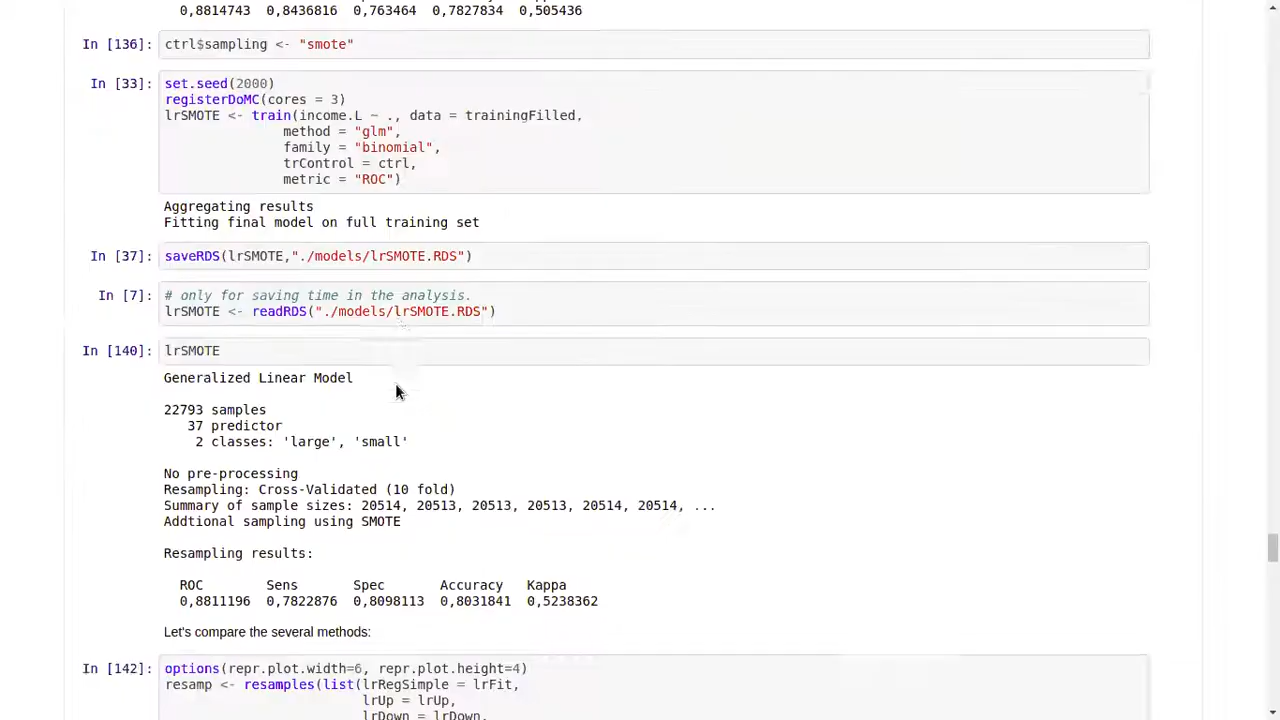 0,8814743 0,8436816 0,763464 0,7827834 0,505436
In [136]: ctrl$sampling <- "smote"
In [33]: set.seed(2000)
registerDoMC(cores = 3)
lrSMOTE <- train(income.L ~ ., data = trainingFilled,
method = "glm",
family = "binomial",
trControl = ctrl,
metric = "ROC")
Aggregating results
Fitting final model on full training set
In [37]: saveRDS(lrSMOTE,"./models/lrSMOTE.RDS")
In [7]: # only for saving time in the analysis.
lrSMOTE <- readRDS("./models/lrSMOTE.RDS")
In [140]: lrSMOTE
Generalized Linear Model
22793 samples
37 predictor
2 classes: 'large', 'small'
No pre-processing
Resampling: Cross-Validated (10 fold)
Summary of sample sizes: 20514, 20513, 20513, 20513, 20514, 20514, ...
Addtional sampling using SMOTE
Resampling results:
ROC Sens Spec Accuracy Kappa
0,8811196 0,7822876 0,8098113 0,8031841 0,5238362
Let's compare the several methods:
In [142]: options(repr.plot.width=6, repr.plot.height=4)
resamp <- resamples(list(lrRegSimple = lrFit,
lrUp = lrUp,
lrDown = lrDown,